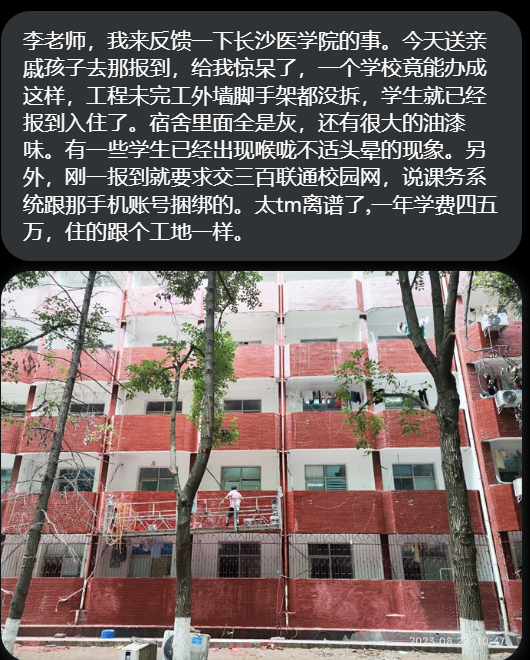 李老师，我来反馈一下长沙医学院的事。今天送亲
戚孩子去那报到，给我惊呆了，一个学校竟能办成
这样，工程未完工外墙脚手架都没拆，学生就已经
报到入住了。宿舍里面全是灰，还有很大的油漆
味。有一些学生已经出现喉咙不适头晕的现象。另
外，刚一报到就要求交三百联通校园网，说课务系
统跟那手机账号捆绑的。太tm离谱了,一年学费四五
万，住的跟个工地一样。